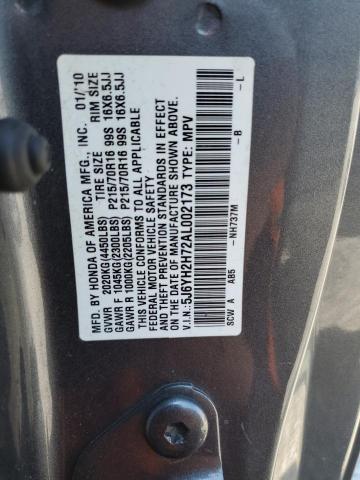 MFD. BY HONDA OF AMERICA MFG., INC. 01/'10
TIRE SIZE RIM SIZE
GVWR 2020KG(4450LBS)
GAWR F 1045KG(2300LBS) P215/70R16 99S 16X6.5JJ
GAWR R 1000KG(2205LBS) P215/70R16 99S 16X6.5JJ
THIS VEHICLE CONFORMS TO ALL APPLICABLE
FEDERAL MOTOR VEHICLE SAFETY
AND THEFT PREVENTION STANDARDS IN EFFECT
ON THE DATE OF MANUFACTURE SHOWN ABOVE.
V.I.N.: 5J6YH2H72AL002173 TYPE: MPV
SCW A AB5 -NH737M -B -L